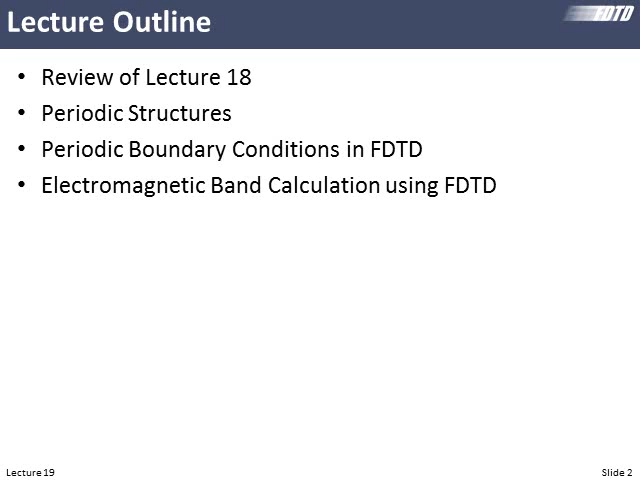 Lecture Outline
FDTD
• Review of Lecture 18
• Periodic Structures
• Periodic Boundary Conditions in FDTD
• Electromagnetic Band Calculation using FDTD
Lecture 19
Slide 2